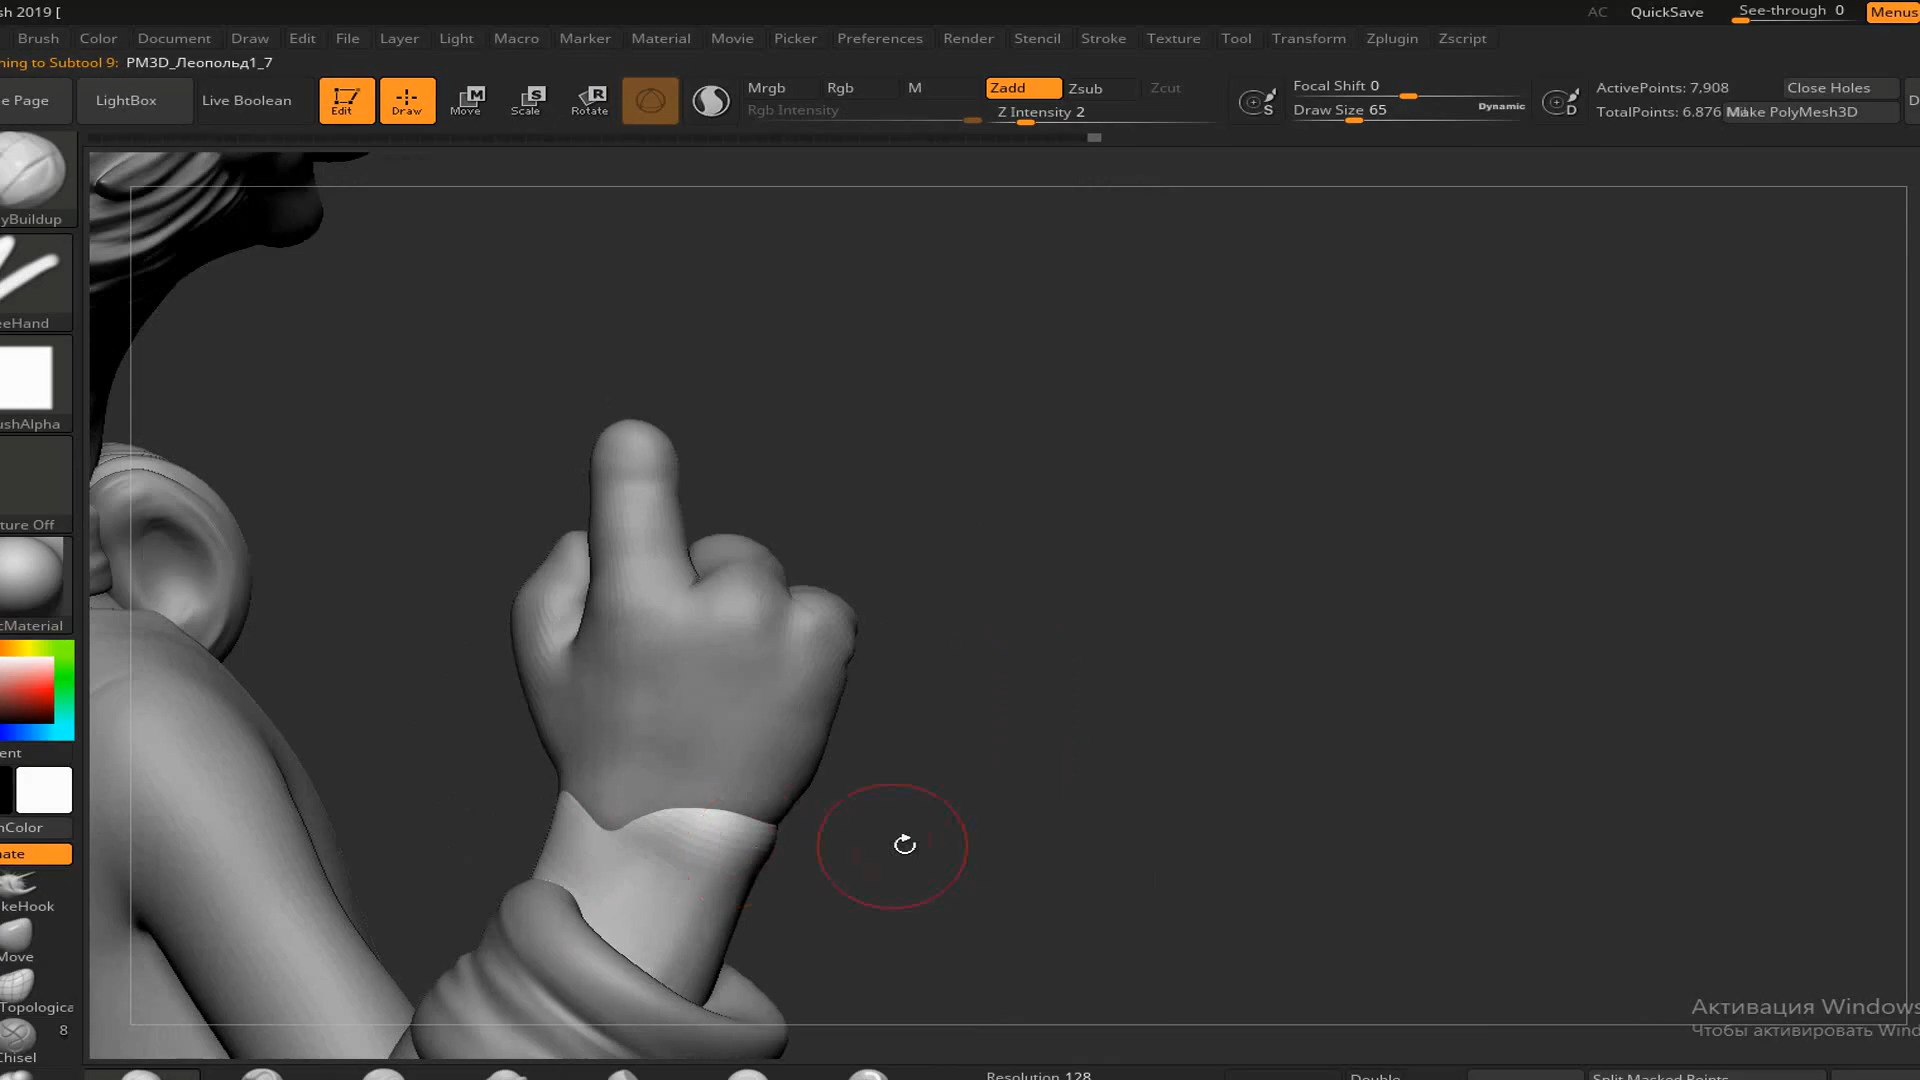 sh 2019 [
AC QuickSave See-through 0 Menus
Brush Color Document Draw Edit File Layer Light Macro Marker Material Movie Picker Preferences Render Stencil Stroke Texture Tool Transform Zplugin Zscript
ning to Subtool 9: PM3D_Леопольд1_7
e Page LightBox Live Boolean Edit Draw Move Scale Rotate
Mrgb Rgb M Zadd Zsub Zcut
Rgb Intensity Z Intensity 2
Focal Shift 0
Draw Size 65 Dynamic
S D
ActivePoints: 7,908 Close Holes
TotalPoints: 6.876 Make PolyMesh3D
yBuildup
eeHand
ushAlpha
ture Off
cMaterial
ent
nColor
nate
keHook
Move
Topologica
8
Chisel
Активация Windows
Чтобы активировать Wind
Resolution 128 Double Split Masked Points